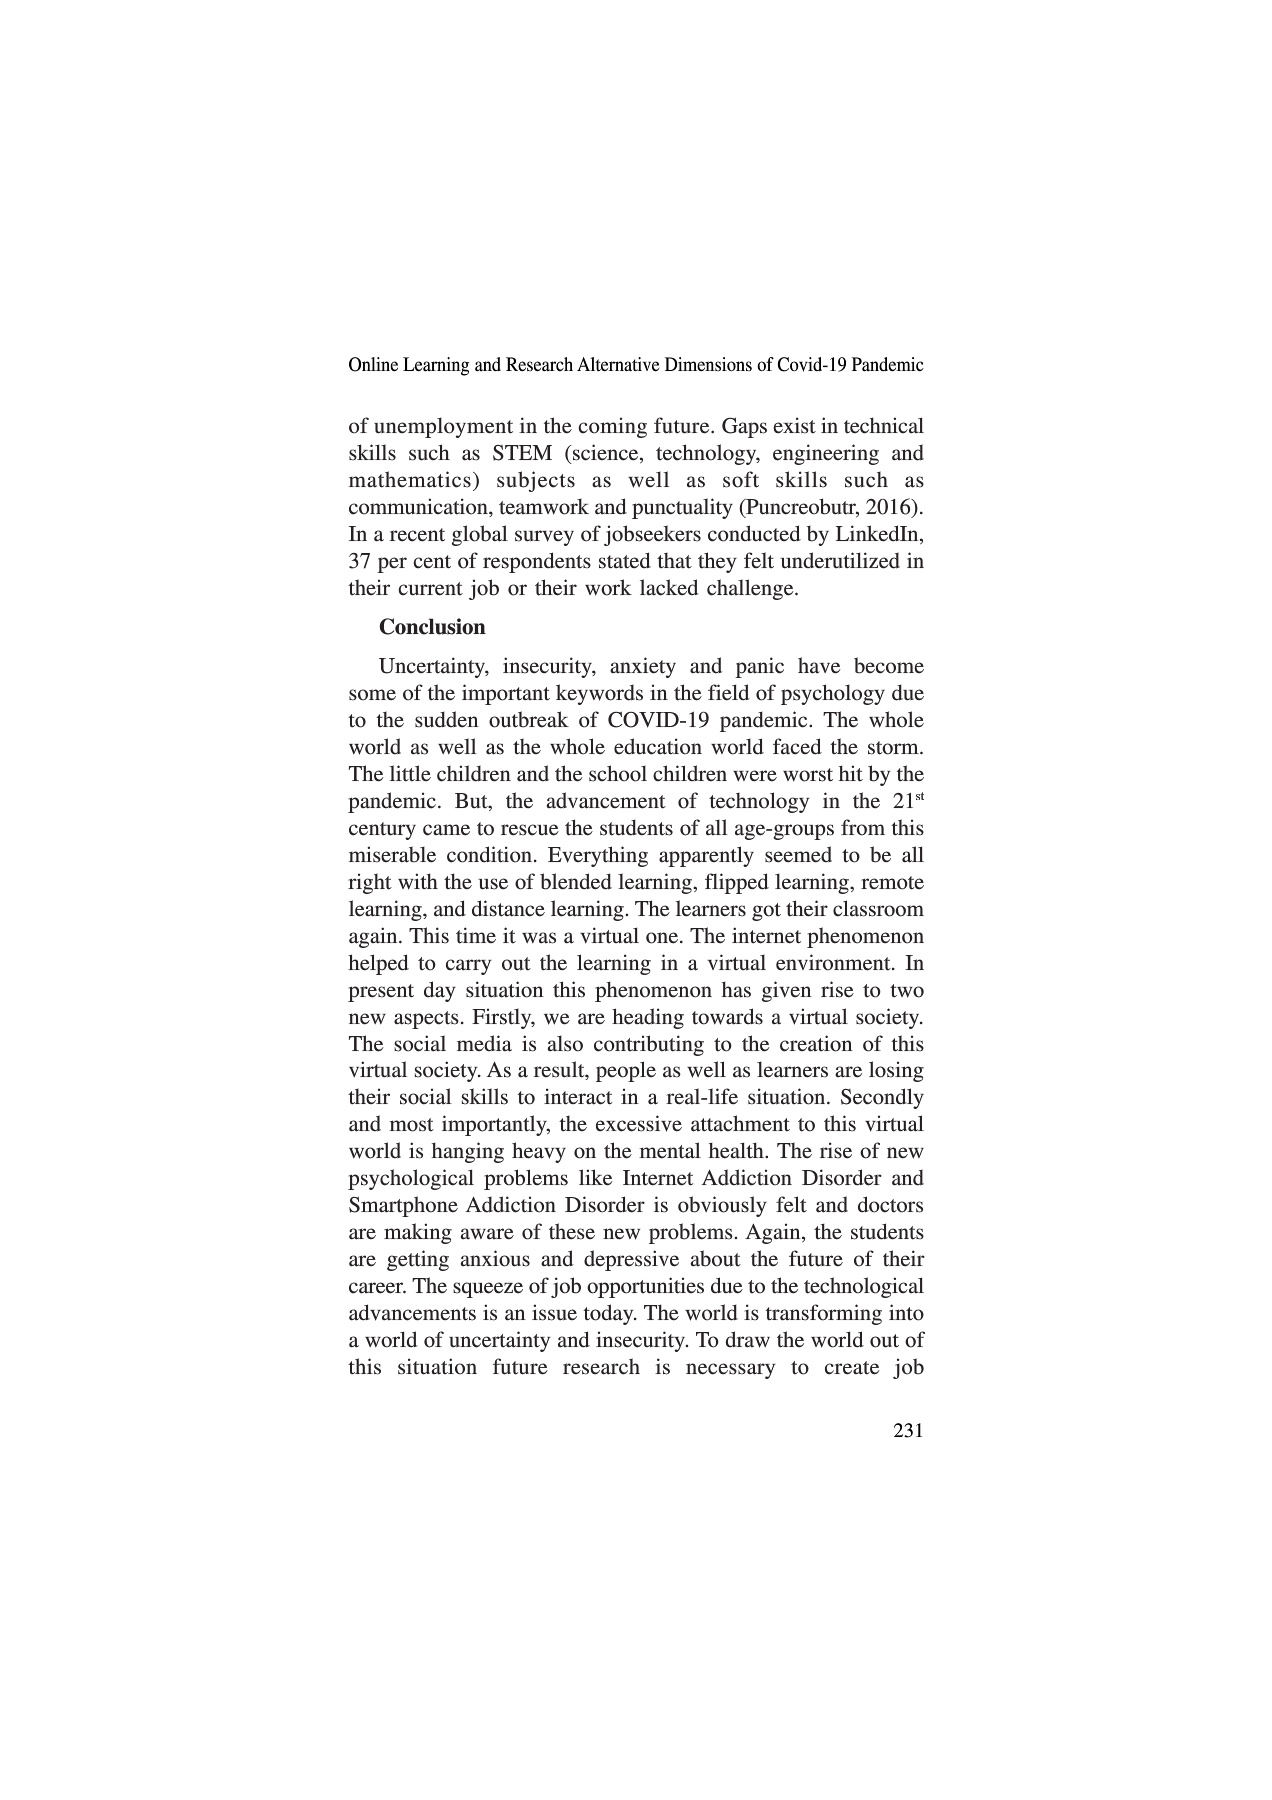 Online Learning and Research Alternative Dimensions of Covid-19 Pandemic
of unemployment in the coming future. Gaps exist in technical
skills such as STEM (science, technology, engineering and
mathematics) subjects as well as soft skills such as
communication, teamwork and punctuality (Puncreobutr, 2016).
In a recent global survey of jobseekers conducted by LinkedIn,
37 per cent of respondents stated that they felt underutilized in
their current job or their work lacked challenge.
Conclusion
Uncertainty, insecurity, anxiety and panic have become
some of the important keywords in the field of psychology due
to the sudden outbreak of COVID-19 pandemic. The whole
world as well as the whole education world faced the storm.
The little children and the school children were worst hit by the
pandemic. But, the advancement of technology in the 21st
century came to rescue the students of all age-groups from this
miserable condition. Everything apparently seemed to be all
right with the use of blended learning, flipped learning, remote
learning, and distance learning. The learners got their classroom
again. This time it was a virtual one. The internet phenomenon
helped to carry out the learning in a virtual environment. In
present day situation this phenomenon has given rise to two
new aspects. Firstly, we are heading towards a virtual society.
The social media is also contributing to the creation of this
virtual society. As a result, people as well as learners are losing
their social skills to interact in a real-life situation. Secondly
and most importantly, the excessive attachment to this virtual
world is hanging heavy on the mental health. The rise of new
psychological problems like Internet Addiction Disorder and
Smartphone Addiction Disorder is obviously felt and doctors
are making aware of these new problems. Again, the students
are getting anxious and depressive about the future of their
career. The squeeze of job opportunities due to the technological
advancements is an issue today. The world is transforming into
a world of uncertainty and insecurity. To draw the world out of
this situation future research is necessary to create job
231